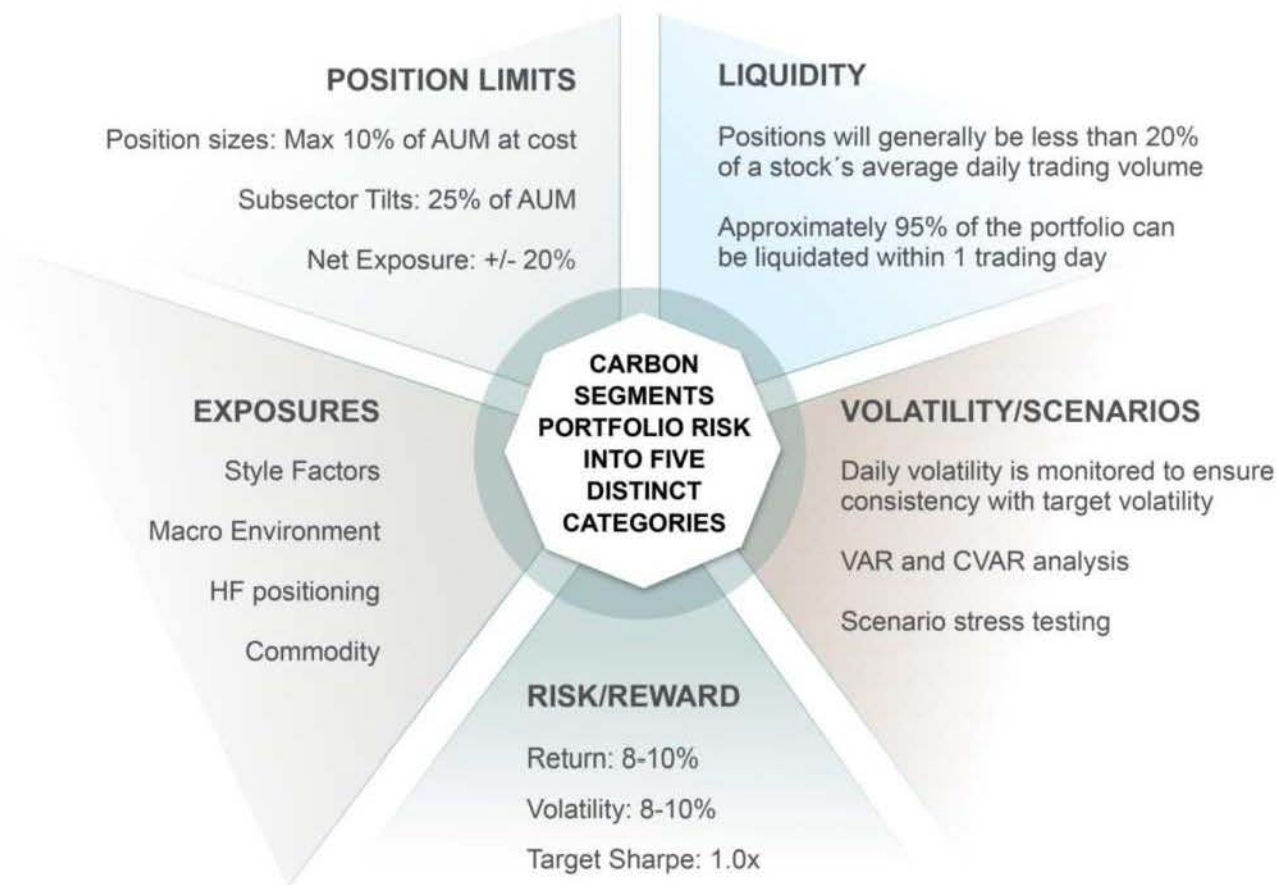 POSITION LIMITS
Position sizes: Max 10% of AUM at cost
Subsector Tilts: 25% of AUM
Net Exposure: +/- 20%
LIQUIDITY
Positions will generally be less than 20%
of a stock´s average daily trading volume
Approximately 95% of the portfolio can
be liquidated within 1 trading day
CARBON
SEGMENTS
PORTFOLIO RISK
INTO FIVE
DISTINCT
CATEGORIES
EXPOSURES
Style Factors
Macro Environment
HF positioning
Commodity
VOLATILITY/SCENARIOS
Daily volatility is monitored to ensure
consistency with target volatility
VAR and CVAR analysis
Scenario stress testing
RISK/REWARD
Return: 8-10%
Volatility: 8-10%
Target Sharpe: 1.0x